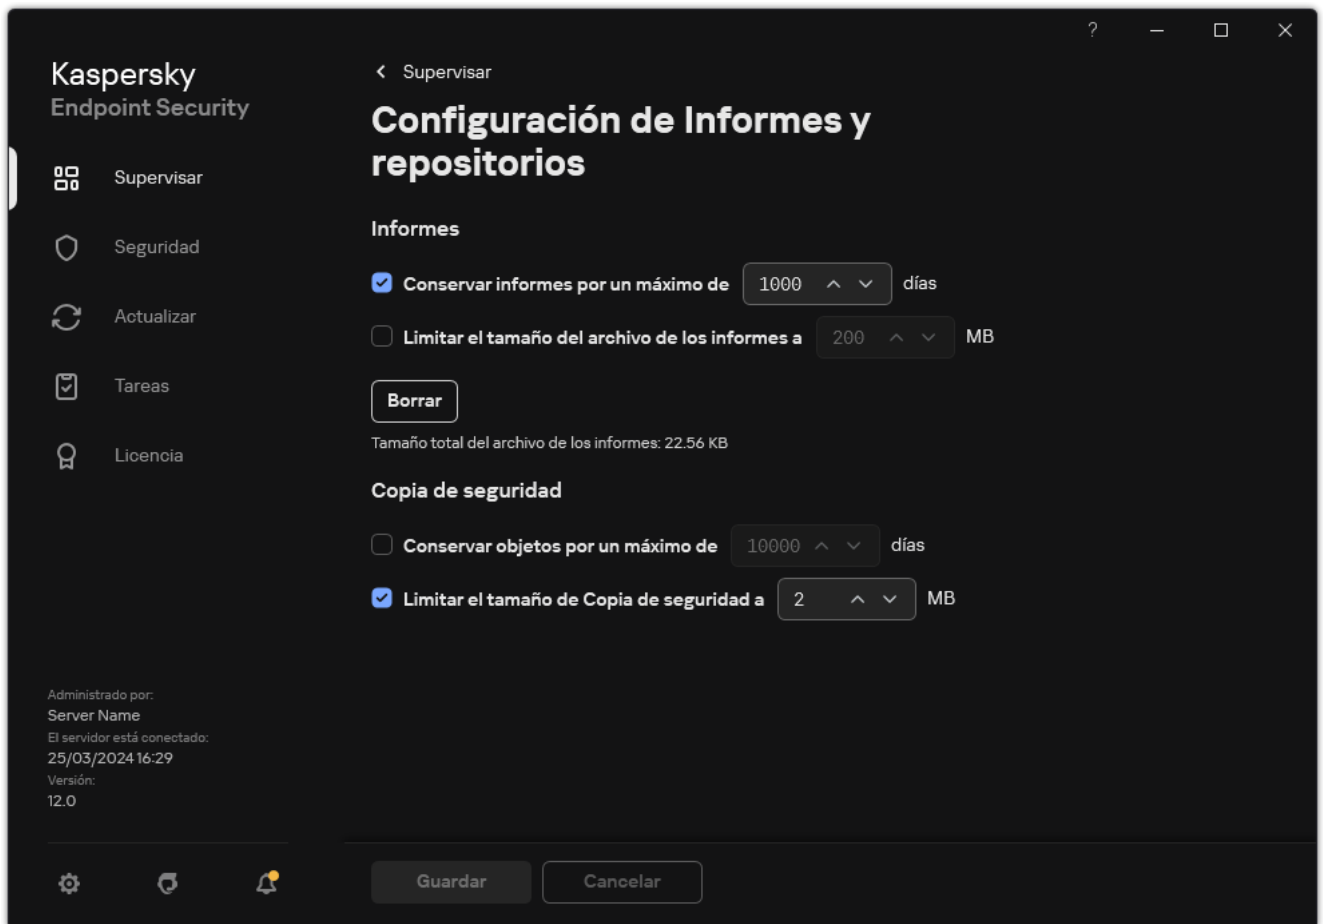 ?
Kaspersky
Endpoint Security
Supervisar
Seguridad
Actualizar
Tareas
Licencia
Administrado por:
Server Name
El servidor está conectado:
25/03/2024 16:29
Versión:
12.0
Supervisar
Configuración de Informes y
repositorios
Informes
Conservar informes por un máximo de 1000 días
Limitar el tamaño del archivo de los informes a 200 MB
Borrar
Tamaño total del archivo de los informes: 22.56 KB
Copia de seguridad
Conservar objetos por un máximo de 10000 días
Limitar el tamaño de Copia de seguridad a 2 MB
Guardar Cancelar